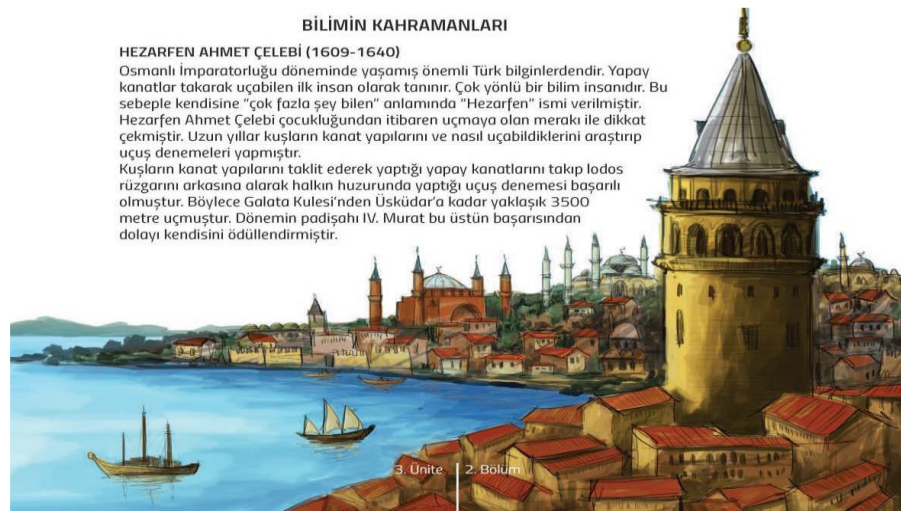 BİLİMİN KAHRAMANLARI
HEZARFEN AHMET ÇELEBİ (1609-1640)
Osmanlı İmparatorluğu döneminde yaşamış önemli Türk bilginlerdendir. Yapay
kanatlar takarak uçabilen ilk insan olarak tanınır. Çok yönlü bir bilim insanıdır. Bu
sebeple kendisine “çok fazla şey bilen” anlamında “Hezarfen” ismi verilmiştir.
Hezarfen Ahmet Çelebi çocukluğundan itibaren uçmaya olan merakı ile dikkat
çekmiştir. Uzun yıllar kuşların kanat yapılarını ve nasıl uçabildiklerini araştırıp
uçuş denemeleri yapmıştır.
Kuşların kanat yapılarını taklit ederek yaptığı yapay kanatlarını takıp lodos
rüzgarını arkasına alarak halkın huzurunda yaptığı uçuş denemesi başarılı
olmuştur. Böylece Galata Kulesi’nden Üsküdar’a kadar yaklaşık 3500
metre uçmuştur. Dönemin padişahı IV. Murat bu üstün başarısından
dolayı kendisini ödüllendirmiştir.
3. Ünite | 2. Bölüm